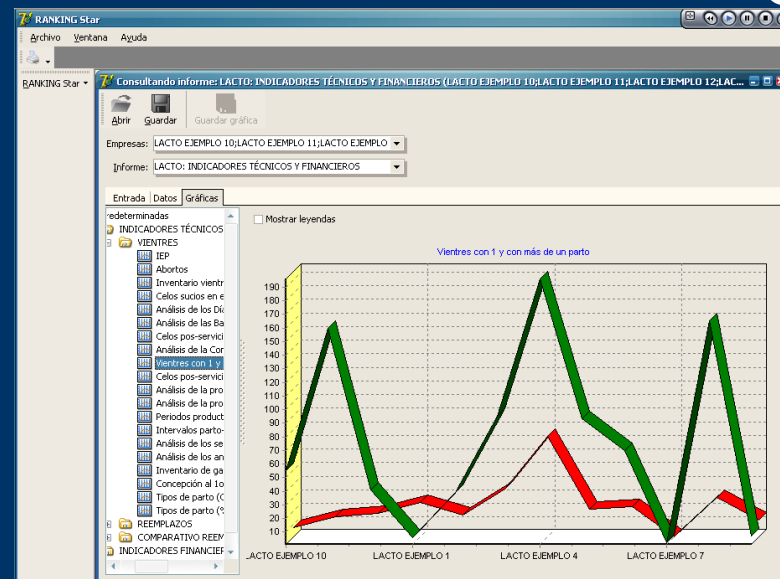 RANKING Star
Archivo Ventana Ayuda
RANKING Star
Consultando informe: LACTO: INDICADORES TÉCNICOS Y FINANCIEROS (LACTO EJEMPLO 10;LACTO EJEMPLO 11;LACTO EJEMPLO 12;LAC...
Abrir Guardar Guardar gráfica
Empresas: LACTO EJEMPLO 10;LACTO EJEMPLO 11;LACTO EJEMPLO
Informe: LACTO: INDICADORES TÉCNICOS Y FINANCIEROS
Entrada Datos Gráficas
redeterminadas
INDICADORES TÉCNICOS
VIENTRES
IEP
Abortos
Inventario vientr
Celos sucios en e
Análisis de los Día
Análisis de las Ba
Celos pos-servici
Análisis de la Cor
Vientres con 1 y
Celos pos-servici
Análisis de la pro
Análisis de la pro
Periodos product
Intervalos parto-
Análisis de los se
Análisis de los an
Inventario de ga
Concepción al 1o
Tipos de parto (C
Tipos de parto (%
REEMPLAZOS
COMPARATIVO REEM
INDICADORES FINANCIER
Mostrar leyendas
Vientres con 1 y con más de un parto
190
180
170
160
150
140
130
120
110
100
90
80
70
60
50
40
30
20
10
LACTO EJEMPLO 10 LACTO EJEMPLO 1 LACTO EJEMPLO 4 LACTO EJEMPLO 7